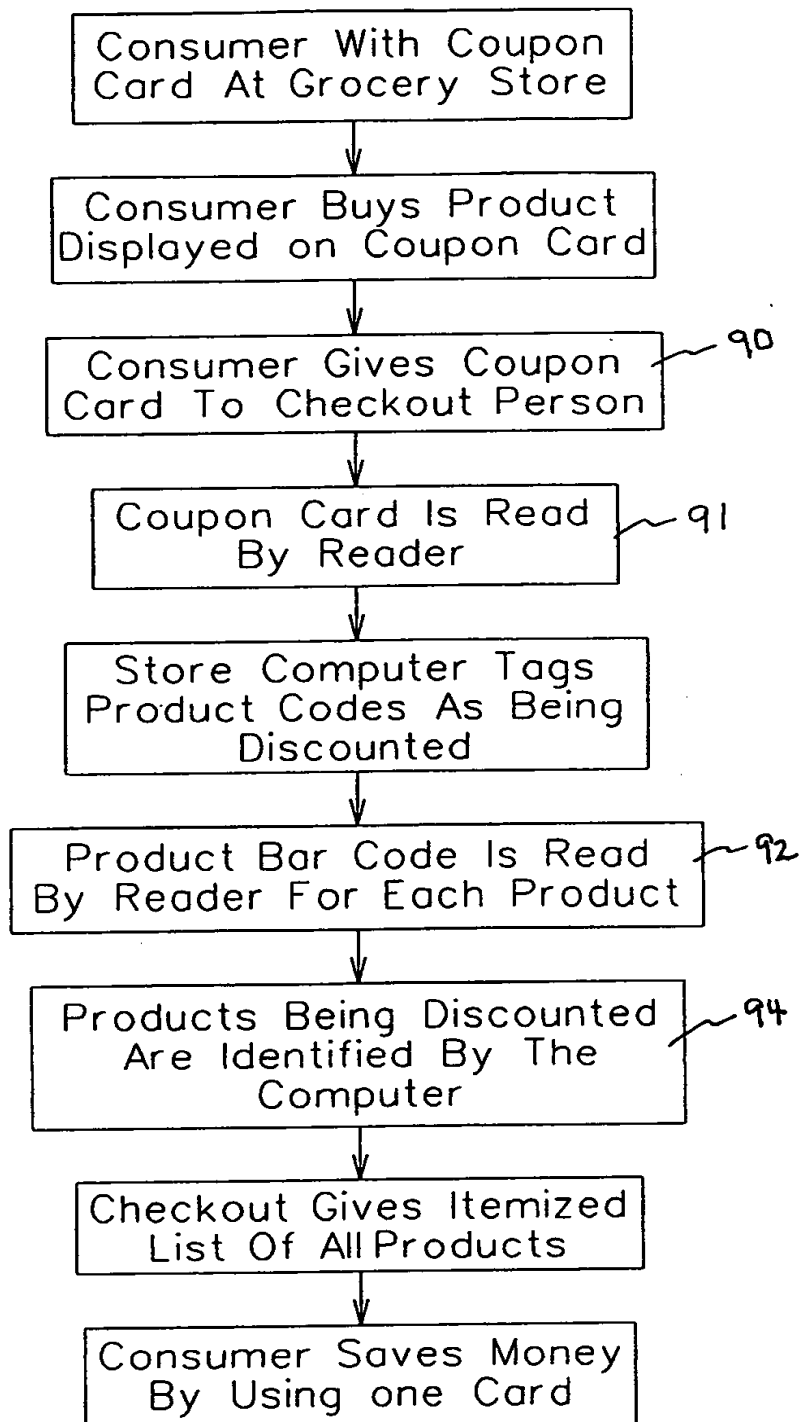 Consumer With Coupon
Card At Grocery Store
Consumer Buys Product
Displayed on Coupon Card
Consumer Gives Coupon
Card To Checkout Person
90
Coupon Card Is Read
By Reader
91
Store Computer Tags
Product Codes As Being
Discounted
Product Bar Code Is Read
By Reader For Each Product
92
Products Being Discounted
Are Identified By The
Computer
94
Checkout Gives Itemized
List Of All Products
Consumer Saves Money
By Using one Card